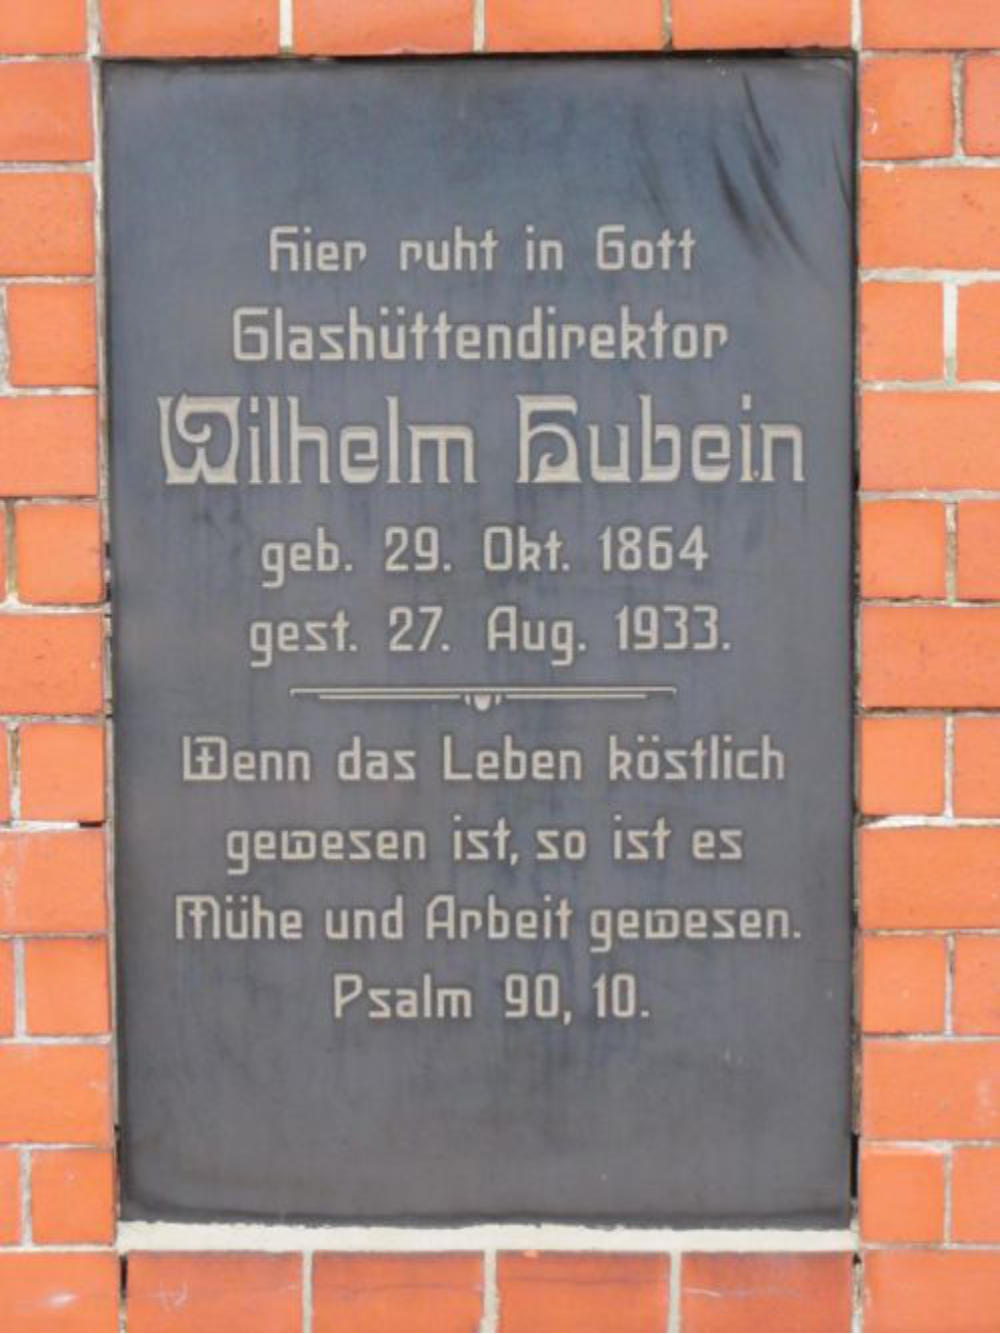 Hier ruht in Gott
Glashüttendirektor
Wilhelm Hubein
geb. 29. Okt. 1864
gest. 27. Aug. 1933.
Wenn das Leben köstlich
gewesen ist, so ist es
Mühe und Arbeit gewesen.
Psalm 90, 10.